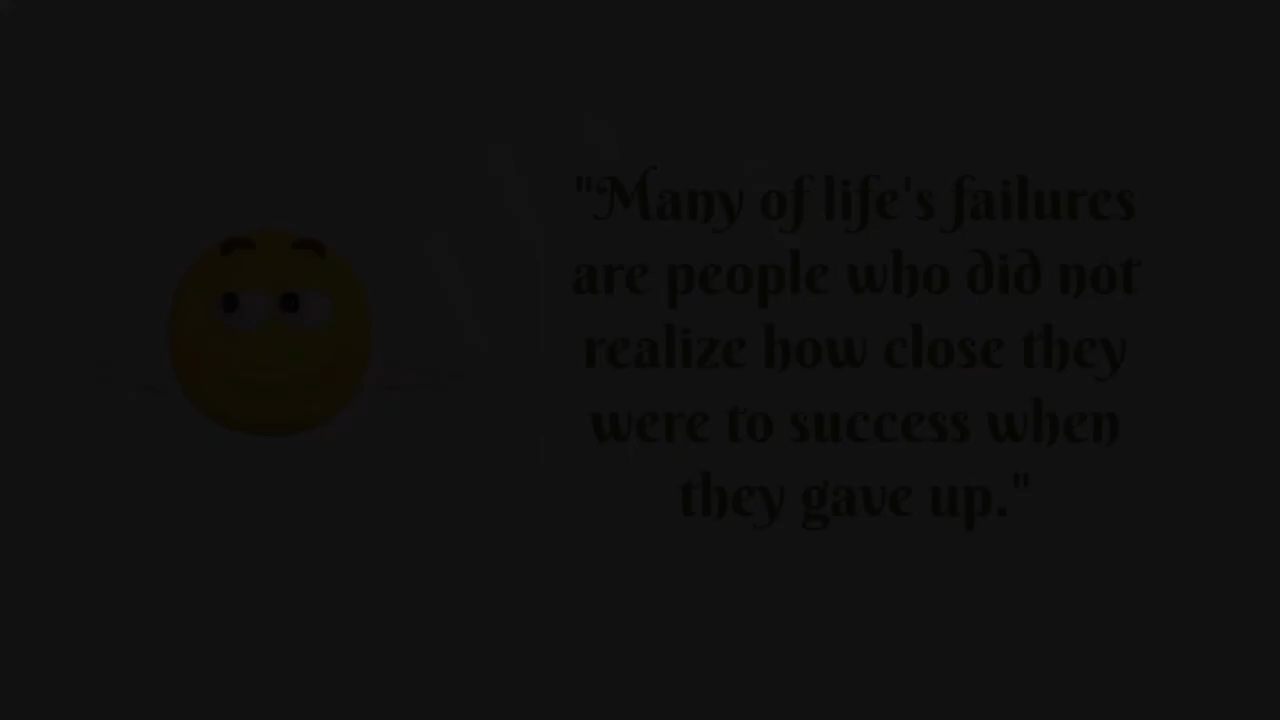 "Many of life's failures
are people who did not
realize how close they
were to success when
they gave up."